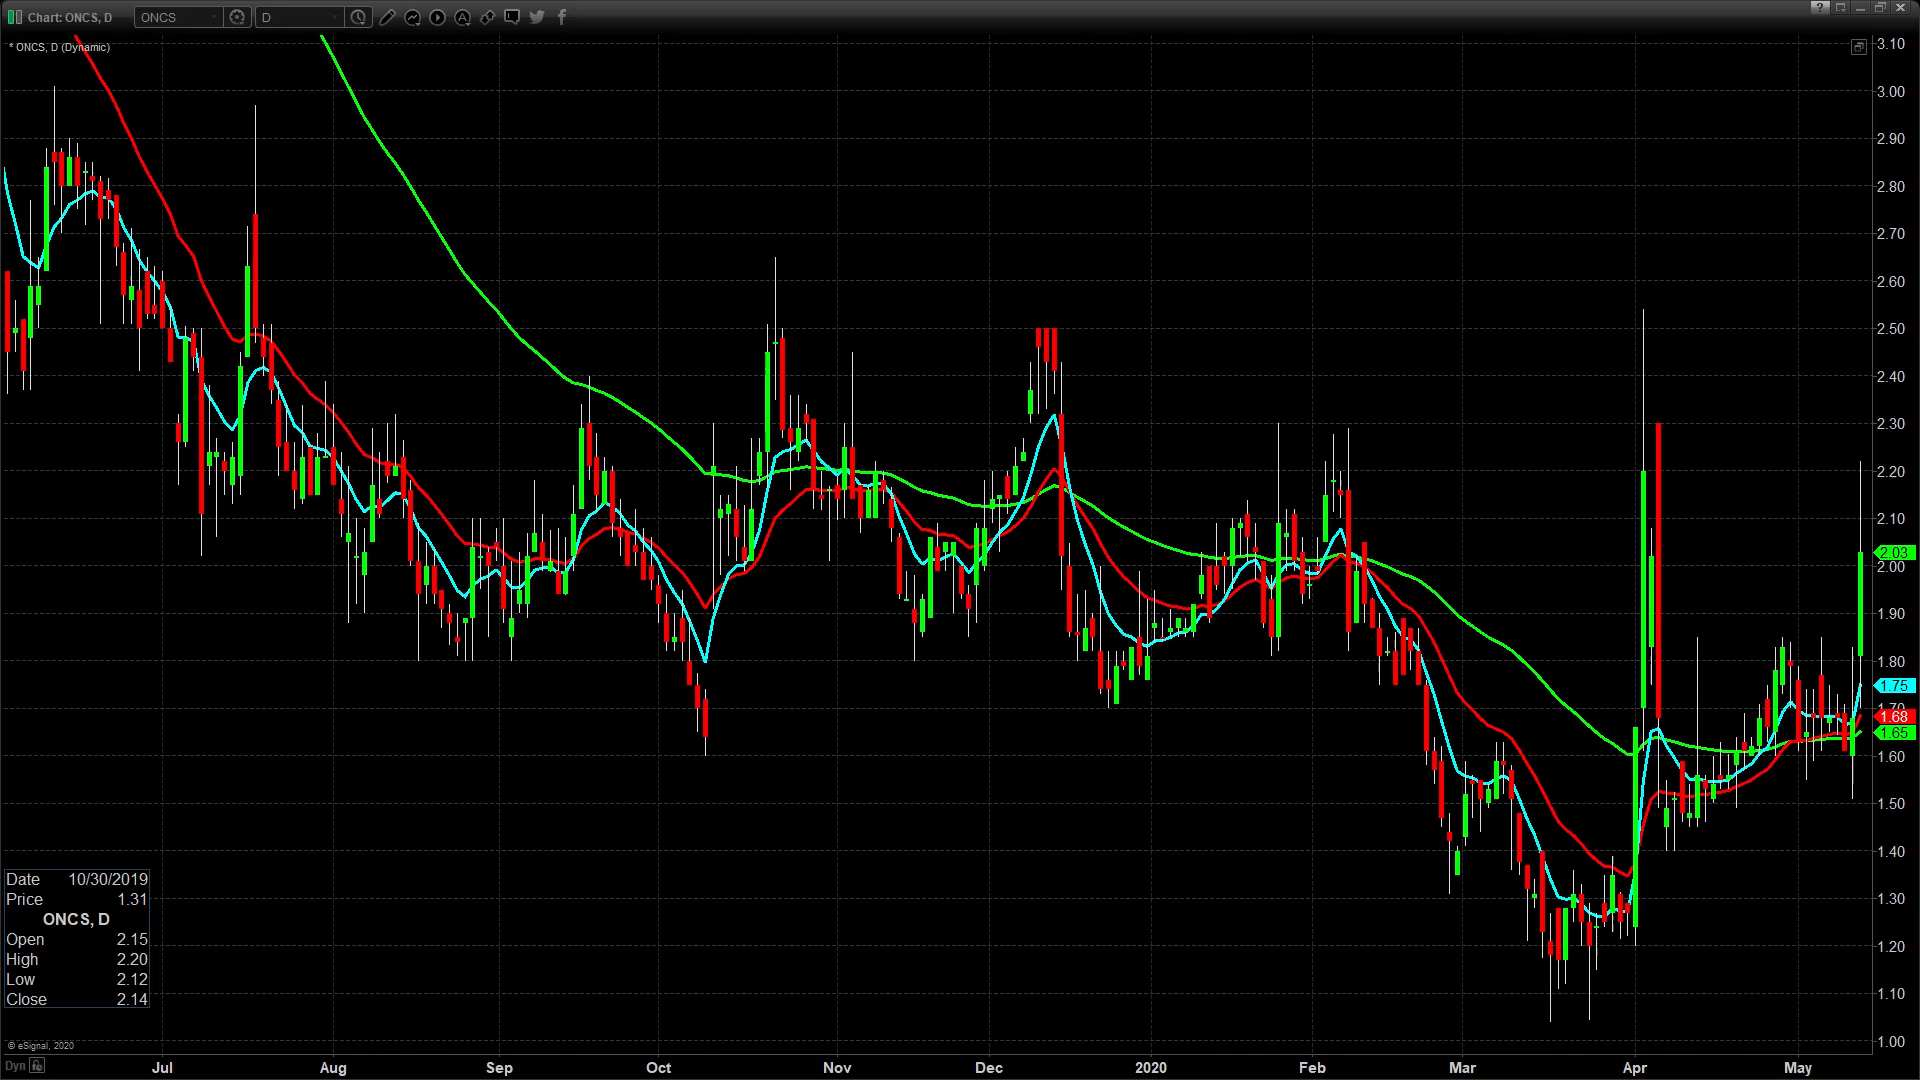 Chart: ONCS, D
ONCS
D
A
?
* ONCS, D (Dynamic)
3.10
3.00
2.90
2.80
2.70
2.60
2.50
2.40
2.30
2.20
2.10
2.03
2.00
1.90
1.80
1.75
1.70
1.68
1.65
1.60
1.50
1.40
1.30
1.20
1.10
1.00
Date 10/30/2019
Price 1.31
ONCS, D
Open 2.15
High 2.20
Low 2.12
Close 2.14
© eSignal, 2020
Dyn
Jul Aug Sep Oct Nov Dec 2020 Feb Mar Apr May